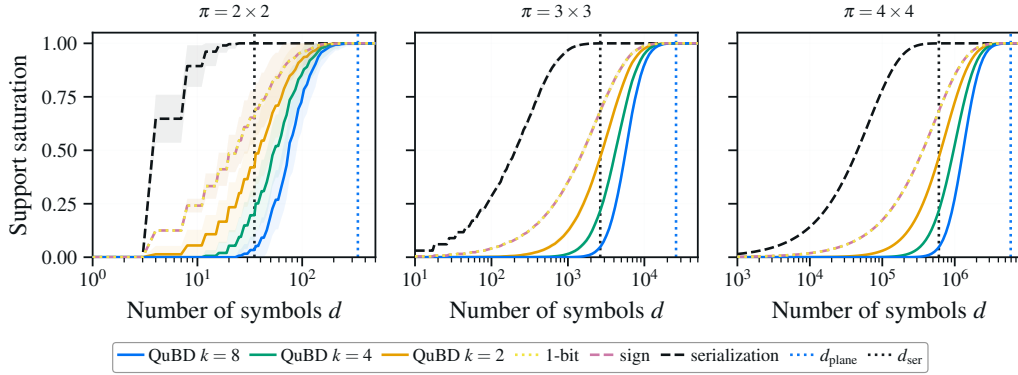 π = 2 × 2
π = 3 × 3
π = 4 × 4
Support saturation
1.00
0.75
0.50
0.25
0.00
10^0
10^1
10^2
10^1
10^2
10^3
10^4
10^3
10^4
10^5
10^6
Number of symbols d
Number of symbols d
Number of symbols d
QuBD k = 8
QuBD k = 4
QuBD k = 2
1-bit
sign
serialization
d_plane
d_ser